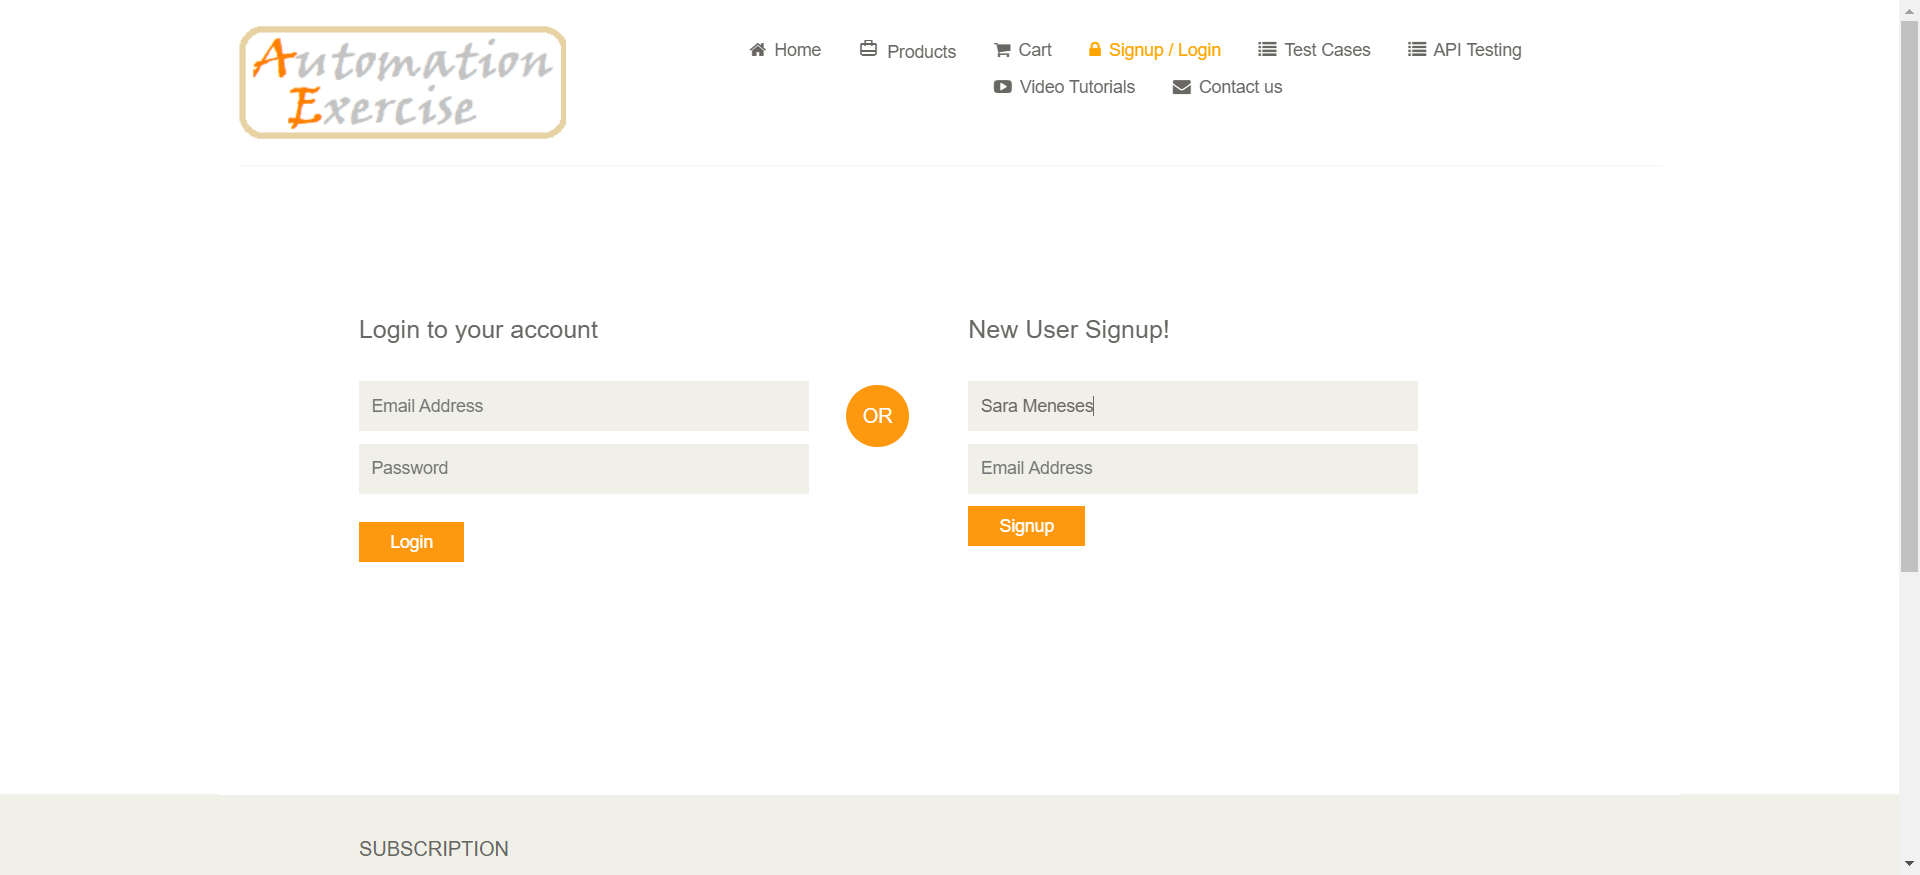 Automation
Exercise
Home
Products
Cart
Signup / Login
Test Cases
API Testing
Video Tutorials
Contact us
Login to your account
Email Address
Password
Login
OR
New User Signup!
Sara Meneses
Email Address
Signup
SUBSCRIPTION